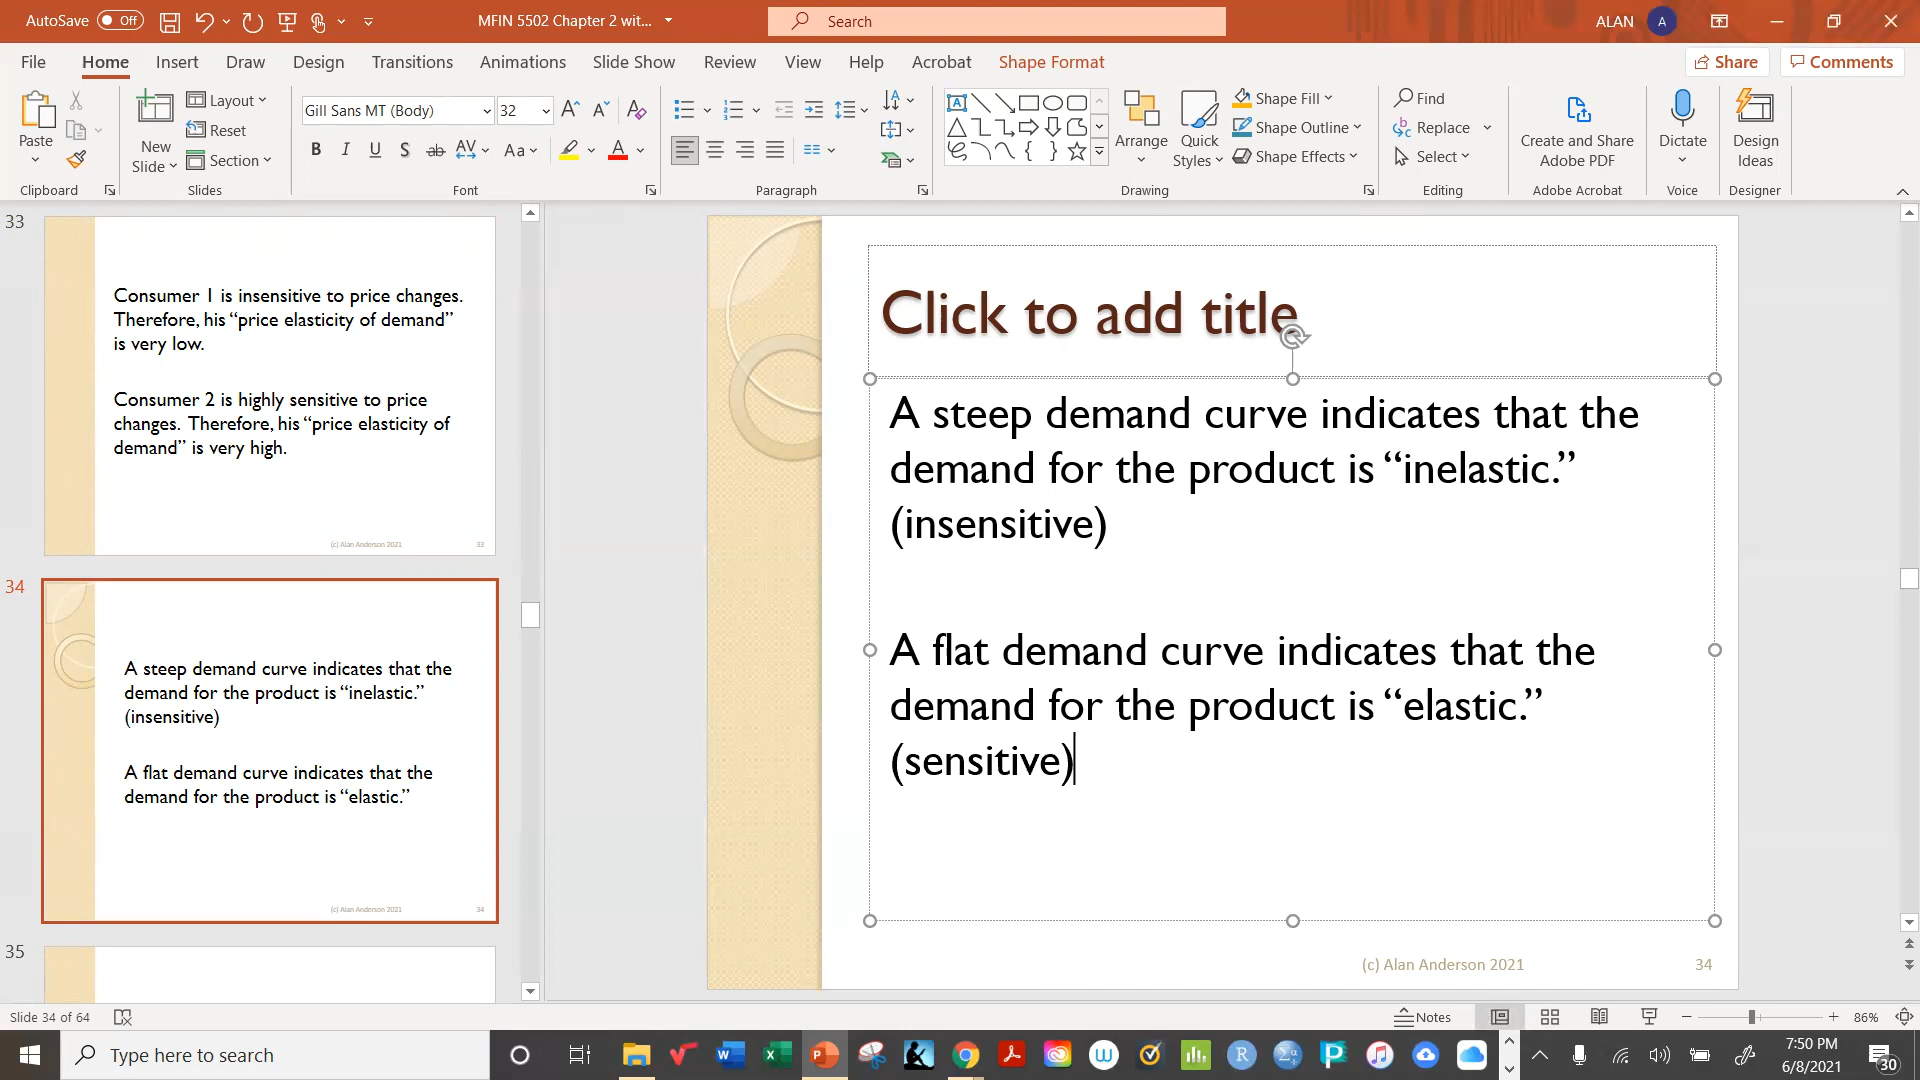 AutoSave Off MFIN 5502 Chapter 2 wit... Search ALAN A
File Home Insert Draw Design Transitions Animations Slide Show Review View Help Acrobat Shape Format Share Comments
Paste New Slide Layout Reset Section
Gill Sans MT (Body) 32
B I U S ab AV Aa A
Arrange Quick Styles Shape Fill Shape Outline Shape Effects
Find Replace Select
Create and Share Adobe PDF
Dictate
Design Ideas
Clipboard Slides Font Paragraph Drawing Editing Adobe Acrobat Voice Designer
33
Consumer 1 is insensitive to price changes.
Therefore, his “price elasticity of demand”
is very low.
Consumer 2 is highly sensitive to price
changes. Therefore, his “price elasticity of
demand” is very high.
(c) Alan Anderson 2021 33
34
A steep demand curve indicates that the
demand for the product is “inelastic.”
(insensitive)
A flat demand curve indicates that the
demand for the product is “elastic.”
(c) Alan Anderson 2021 34
35
Click to add title
A steep demand curve indicates that the
demand for the product is “inelastic.”
(insensitive)
A flat demand curve indicates that the
demand for the product is “elastic.”
(sensitive)
(c) Alan Anderson 2021 34
Slide 34 of 64 Notes 86%
Type here to search
7:50 PM
6/8/2021
30